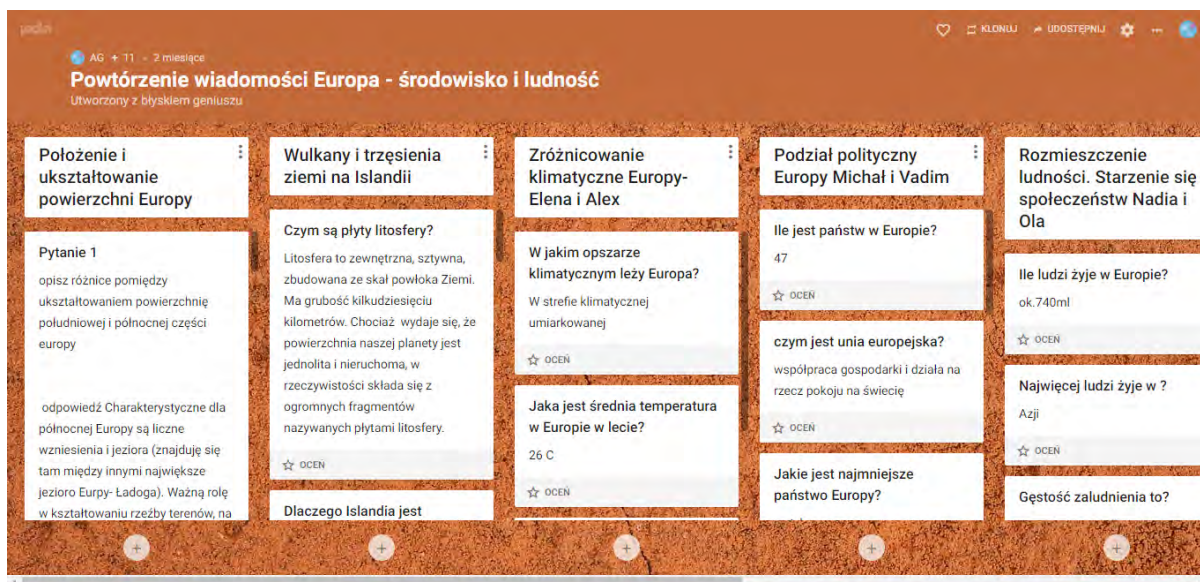 padlet
KLONUJ
UDOSTĘPNIJ
AG + 11 • 2 miesiące
Powtórzenie wiadomości Europa - środowisko i ludność
Utworzony z błyskiem geniuszu
Położenie i
ukształtowanie
powierzchni Europy
Pytanie 1
opisz różnice pomiędzy
ukształtowaniem powierzchnię
południowej i północnej części
europy
odpowiedź Charakterystyczne dla
północnej Europy są liczne
wzniesienia i jeziora (znajduję się
tam między innymi największe
jezioro Eurpy- Ładoga). Ważną rolę
w kształtowaniu rzeźby terenów, na
Wulkany i trzęsienia
ziemi na Islandii
Czym są płyty litosfery?
Litosfera to zewnętrzna, sztywna,
zbudowana ze skał powłoka Ziemi.
Ma grubość kilkudziesięciu
kilometrów. Chociaż wydaje się, że
powierzchnia naszej planety jest
jednolita i nieruchoma, w
rzeczywistości składa się z
ogromnych fragmentów
nazywanych płytami litosfery.
OCEŃ
Dlaczego Islandia jest
Zróżnicowanie
klimatyczne Europy-
Elena i Alex
W jakim opszarze
klimatycznym leży Europa?
W strefie klimatycznej
umiarkowanej
OCEŃ
Jaka jest średnia temperatura
w Europie w lecie?
26 C
OCEŃ
Podział polityczny
Europy Michał i Vadim
Ile jest państw w Europie?
47
OCEŃ
czym jest unia europejska?
współpraca gospodarki i działa na
rzecz pokoju na świecię
OCEŃ
Jakie jest najmniejsze
państwo Europy?
Rozmieszczenie
ludności. Starzenie się
społeczeństw Nadia i
Ola
Ile ludzi żyje w Europie?
ok.740ml
OCEŃ
Najwięcej ludzi żyje w ?
Azji
OCEŃ
Gęstość zaludnienia to?